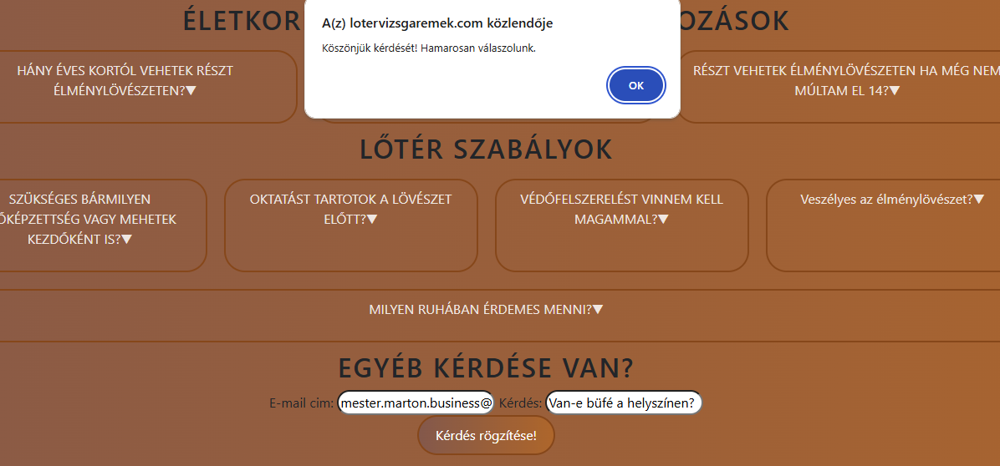 ÉLETKOR
OZÁSOK
A(z) lotervizsgaremek.com közlendője
Köszönjük kérdését! Hamarosan válaszolunk.
OK
HÁNY ÉVES KORTÓL VEHETEK RÉSZT
ÉLMÉNYLÖVÉSZETEN?▼
RÉSZT VEHETEK ÉLMÉNYLÖVÉSZETEN HA MÉG NEM
MÚLTAM EL 14?▼
LŐTÉR SZABÁLYOK
SZÜKSÉGES BÁRMILYEN
ŐKÉPZETTSÉG VAGY MEHETEK
KEZDŐKÉNT IS?▼
OKTATÁST TARTOTOK A LÖVÉSZET
ELŐTT?▼
VÉDŐFELSZERELÉST VINNEM KELL
MAGAMMAL?▼
Veszélyes az élménylövészet?▼
MILYEN RUHÁBAN ÉRDEMES MENNI?▼
EGYÉB KÉRDÉSE VAN?
E-mail cim: mester.marton.business@ Kérdés: Van-e büfé a helyszínen?
Kérdés rögzítése!